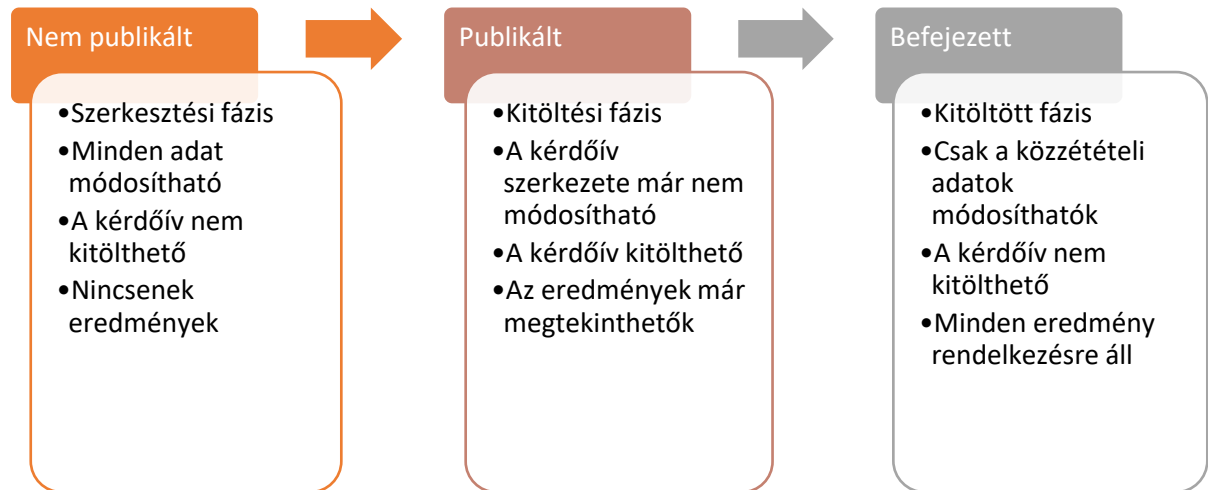 Nem publikált
•Szerkesztési fázis
•Minden adat
módosítható
•A kérdőív nem
kitölthető
•Nincsenek
eredmények
Publikált
•Kitöltési fázis
•A kérdőív
szerkezete már nem
módosítható
•A kérdőív kitölthető
•Az eredmények már
megtekinthetők
Befejezett
•Kitöltött fázis
•Csak a közzétételi
adatok
módosíthatók
•A kérdőív nem
kitölthető
•Minden eredmény
rendelkezésre áll